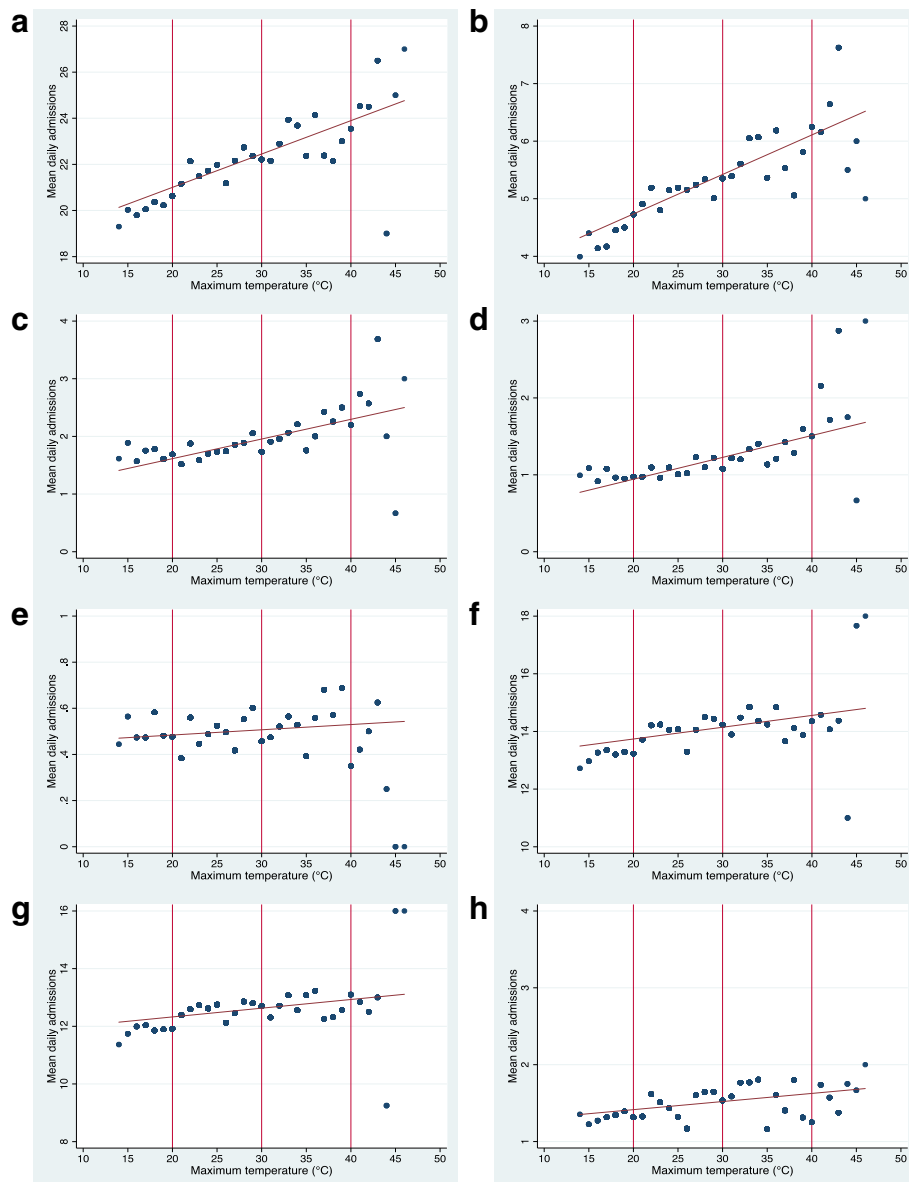 a
Mean daily admissions
28
26
24
22
20
18
10 15 20 25 30 35 40 45 50
Maximum temperature (°C)
b
Mean daily admissions
8
7
6
5
4
10 15 20 25 30 35 40 45 50
Maximum temperature (°C)
c
Mean daily admissions
4
3
2
1
0
10 15 20 25 30 35 40 45 50
Maximum temperature (°C)
d
Mean daily admissions
3
2
1
0
10 15 20 25 30 35 40 45 50
Maximum temperature (°C)
e
Mean daily admissions
1
.8
.6
.4
.2
0
10 15 20 25 30 35 40 45 50
Maximum temperature (°C)
f
Mean daily admissions
18
16
14
12
10
10 15 20 25 30 35 40 45 50
Maximum temperature (°C)
g
Mean daily admissions
16
14
12
10
8
10 15 20 25 30 35 40 45 50
Maximum temperature (°C)
h
Mean daily admissions
4
3
2
1
10 15 20 25 30 35 40 45 50
Maximum temperature (°C)